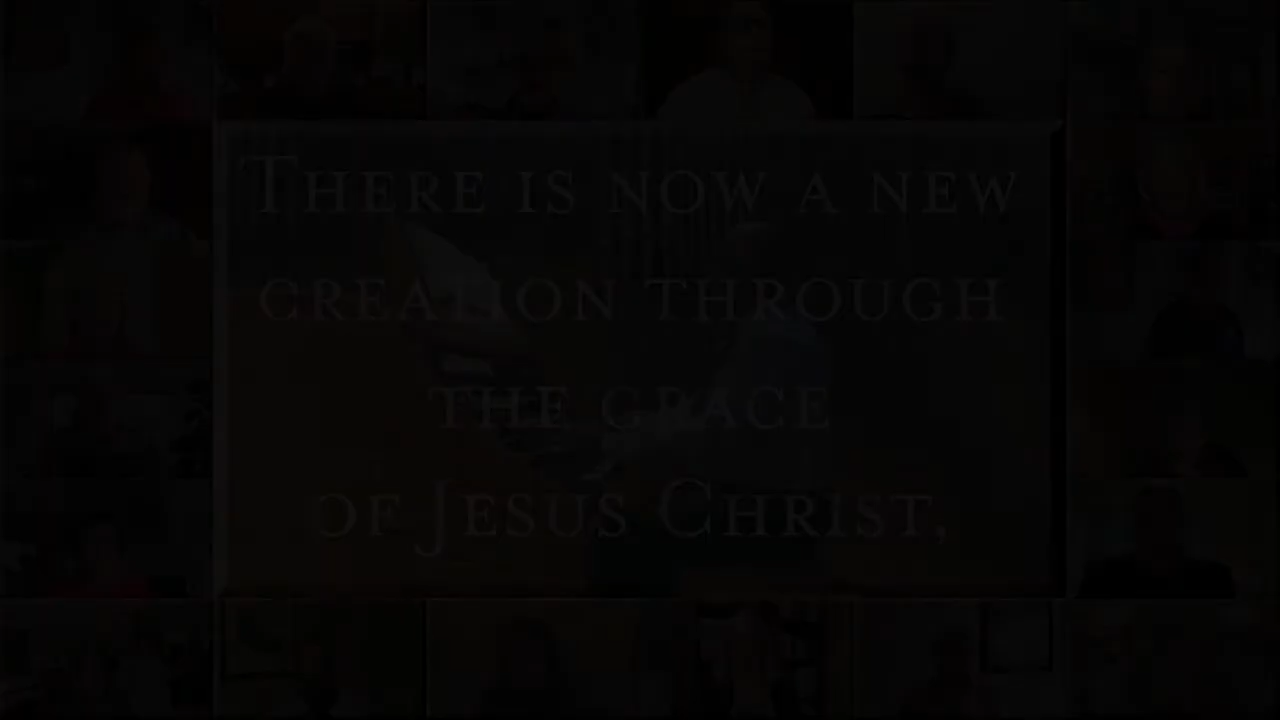 There is now a new
creation through
the grace
of Jesus Christ,